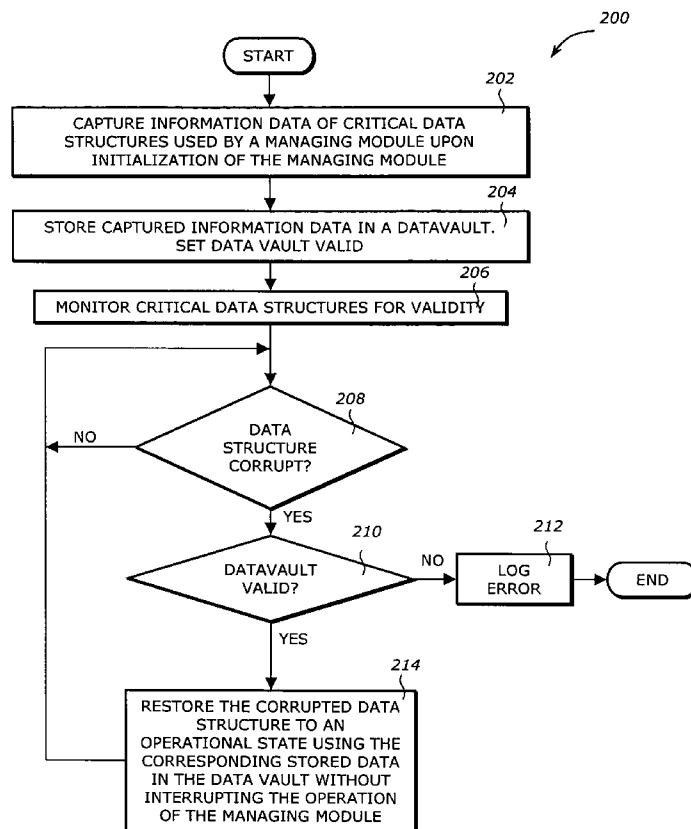 200
START
202
CAPTURE INFORMATION DATA OF CRITICAL DATA
STRUCTURES USED BY A MANAGING MODULE UPON
INITIALIZATION OF THE MANAGING MODULE
204
STORE CAPTURED INFORMATION DATA IN A DATAVAULT.
SET DATA VAULT VALID
206
MONITOR CRITICAL DATA STRUCTURES FOR VALIDITY
208
DATA
STRUCTURE
CORRUPT?
NO
YES
210
DATAVAULT
VALID?
NO
212
LOG
ERROR
END
YES
214
RESTORE THE CORRUPTED DATA
STRUCTURE TO AN
OPERATIONAL STATE USING THE
CORRESPONDING STORED DATA
IN THE DATA VAULT WITHOUT
INTERRUPTING THE OPERATION
OF THE MANAGING MODULE